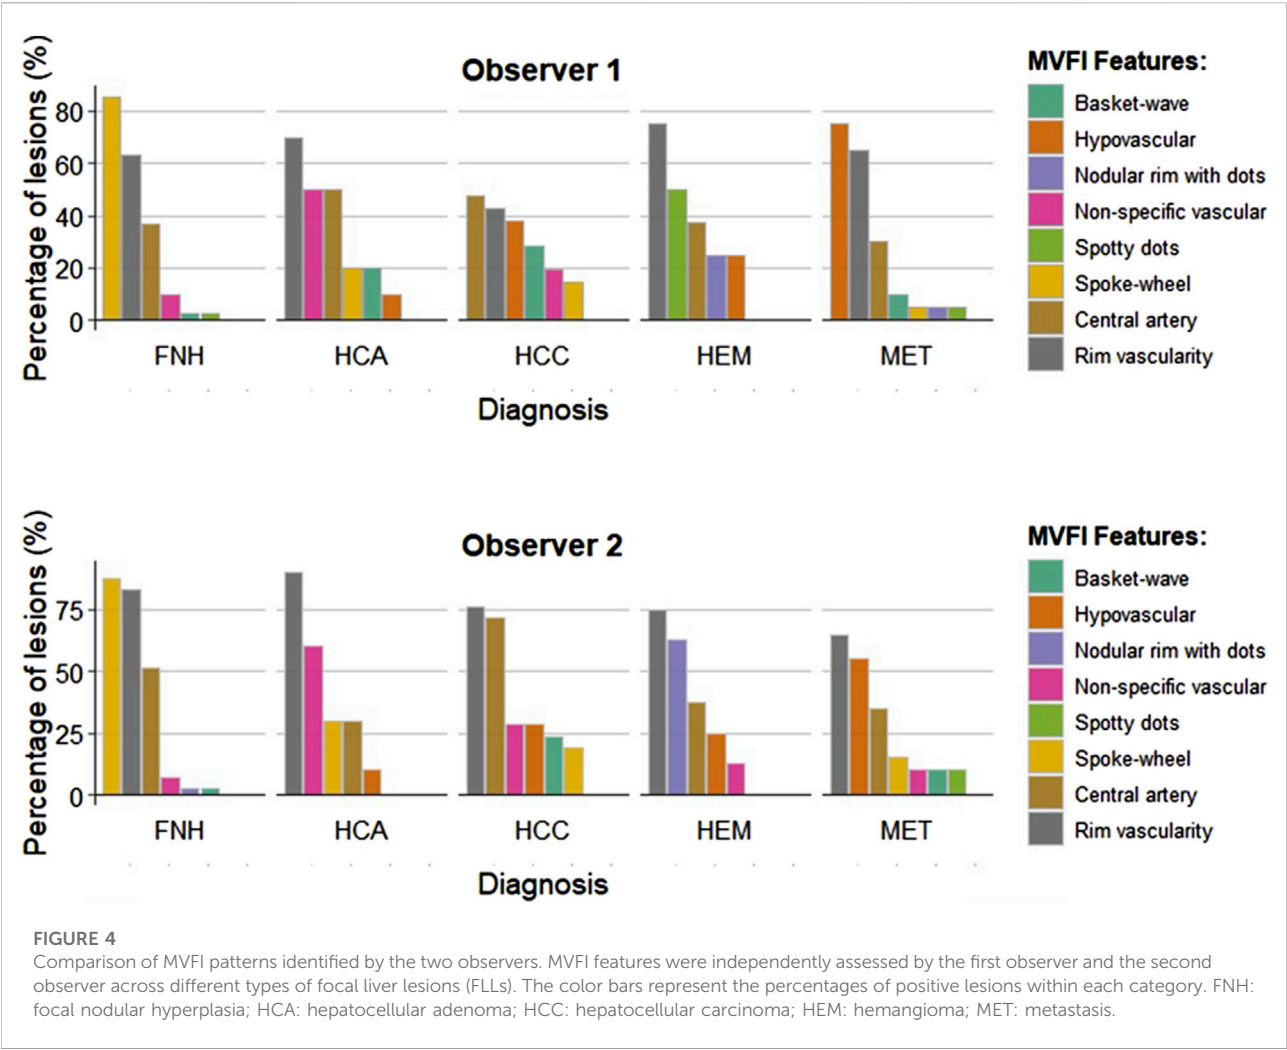 Observer 1
Percentage of lesions (%)
80
60
40
20
0
FNH HCA HCC HEM MET
Diagnosis
MVFI Features:
Basket-wave
Hypovascular
Nodular rim with dots
Non-specific vascular
Spotty dots
Spoke-wheel
Central artery
Rim vascularity
Observer 2
Percentage of lesions (%)
75
50
25
0
FNH HCA HCC HEM MET
Diagnosis
MVFI Features:
Basket-wave
Hypovascular
Nodular rim with dots
Non-specific vascular
Spotty dots
Spoke-wheel
Central artery
Rim vascularity
FIGURE 4
Comparison of MVFI patterns identified by the two observers. MVFI features were independently assessed by the first observer and the second
observer across different types of focal liver lesions (FLLs). The color bars represent the percentages of positive lesions within each category. FNH:
focal nodular hyperplasia; HCA: hepatocellular adenoma; HCC: hepatocellular carcinoma; HEM: hemangioma; MET: metastasis.